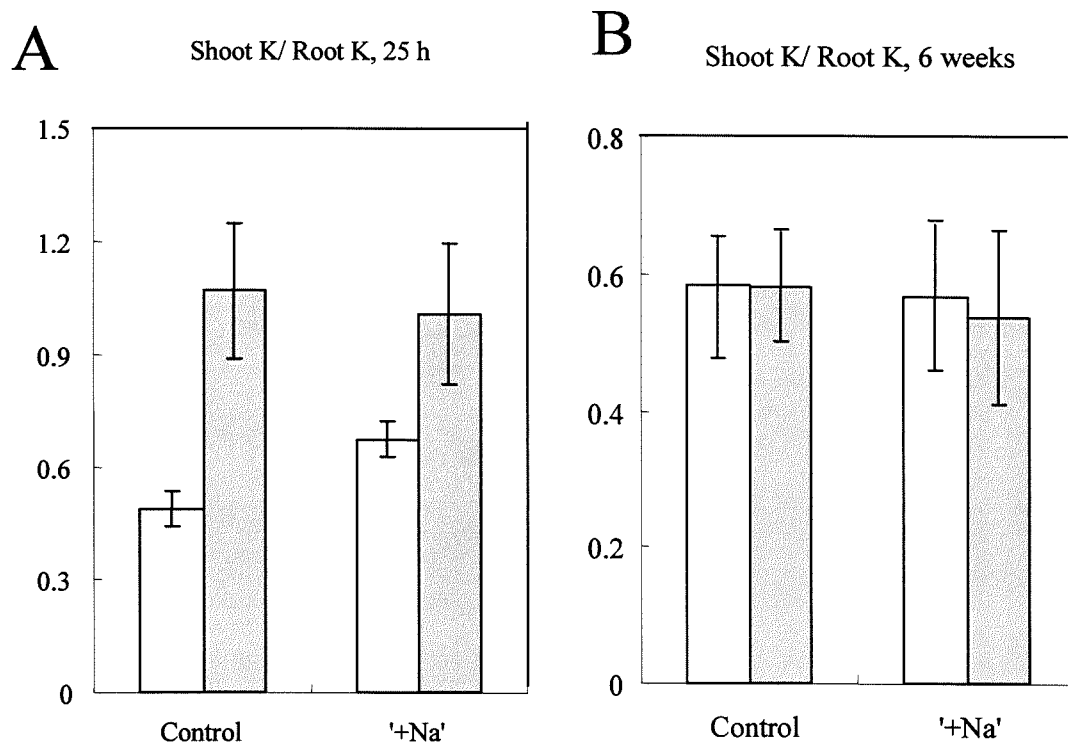 A
Shoot K/ Root K, 25 h
1.5
1.2
0.9
0.6
0.3
0
Control
'+Na'
B
Shoot K/ Root K, 6 weeks
0.8
0.6
0.4
0.2
0
Control
'+Na'